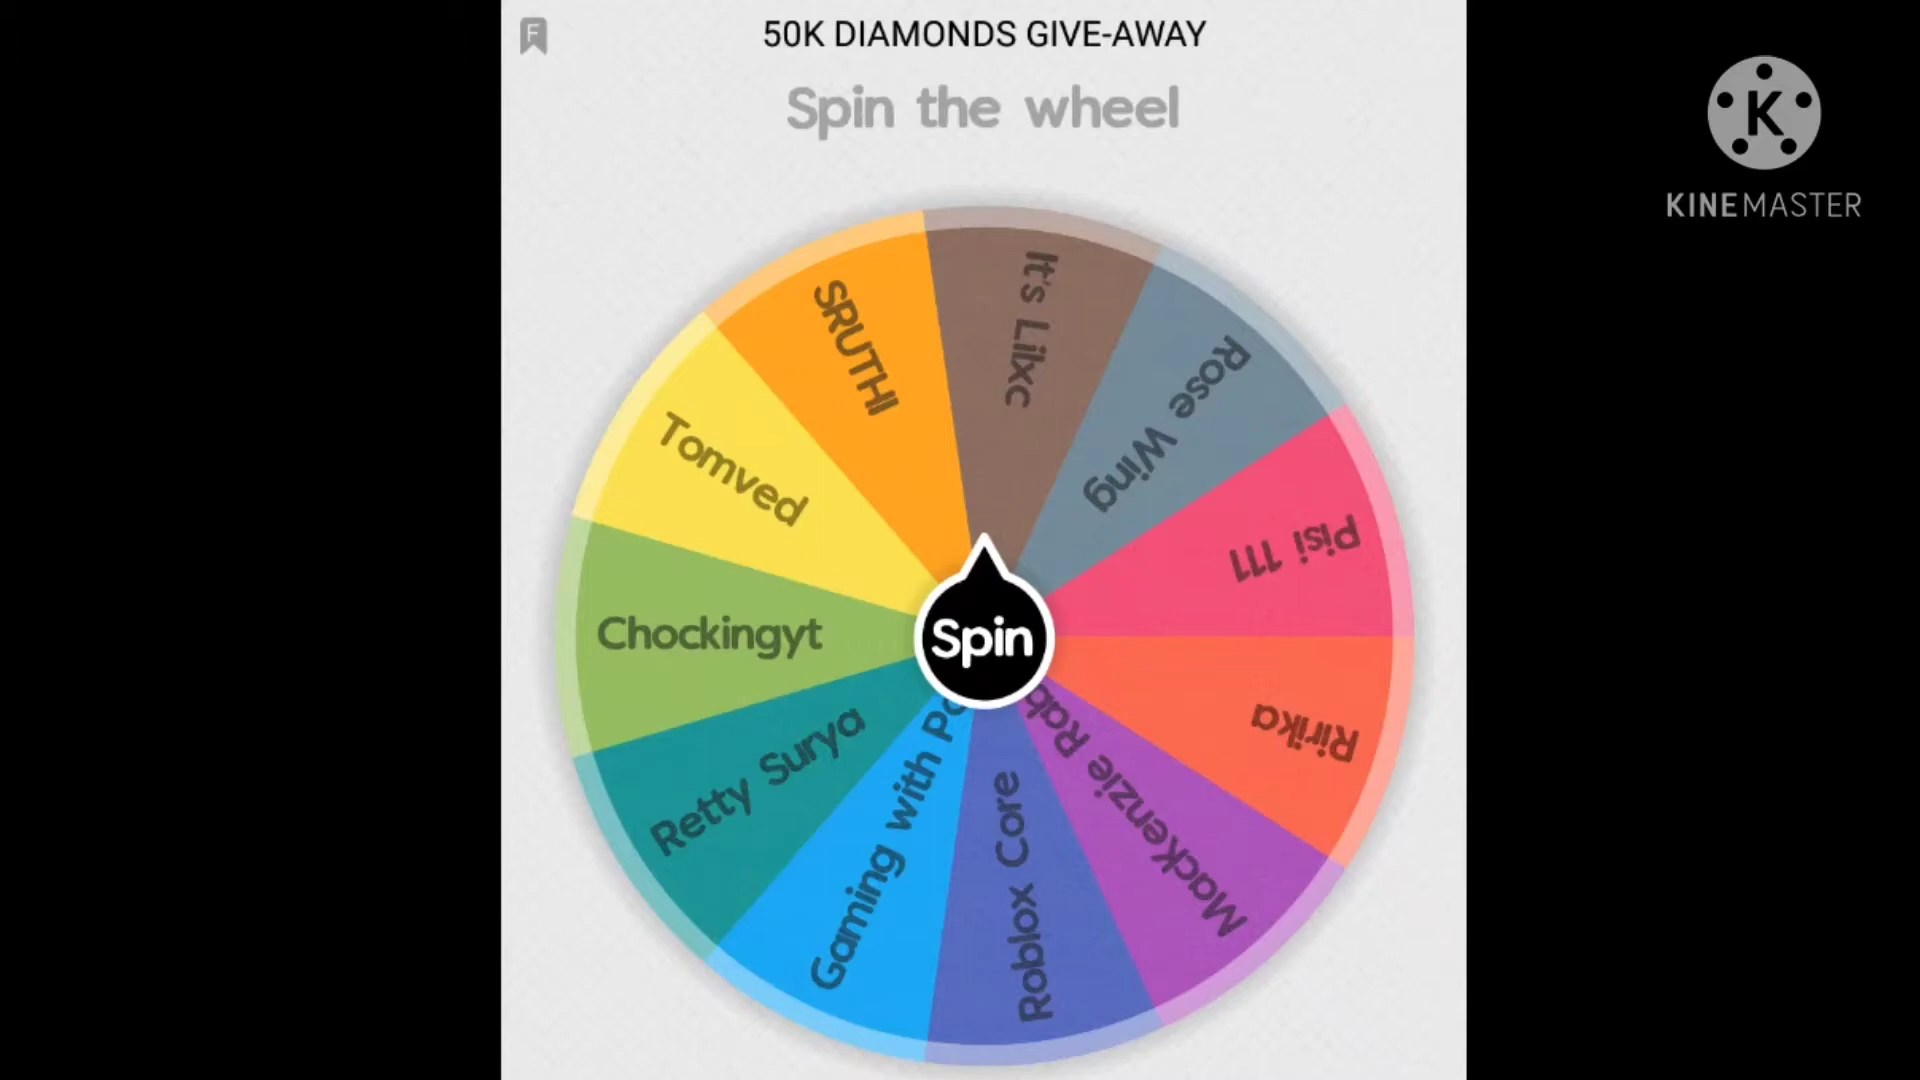 50K DIAMONDS GIVE-AWAY
Spin the wheel
K
KINEMASTER
It's Lilxc
Rose Wing
Pisi 111
Ririka
MacKenzie
Roblox Core
Gaming with
Retty Surya
Chockingyt
Tomved
SRUTHI
Spin